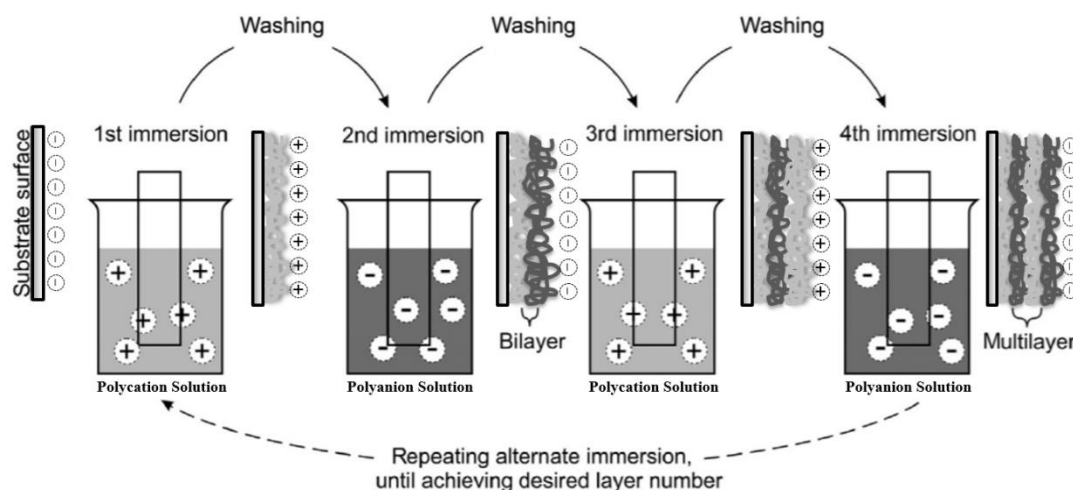 Washing
Washing
Washing
Substrate surface
1st immersion
2nd immersion
3rd immersion
4th immersion
Bilayer
Multilayer
Polycation Solution
Polyanion Solution
Polycation Solution
Polyanion Solution
Repeating alternate immersion,
until achieving desired layer number